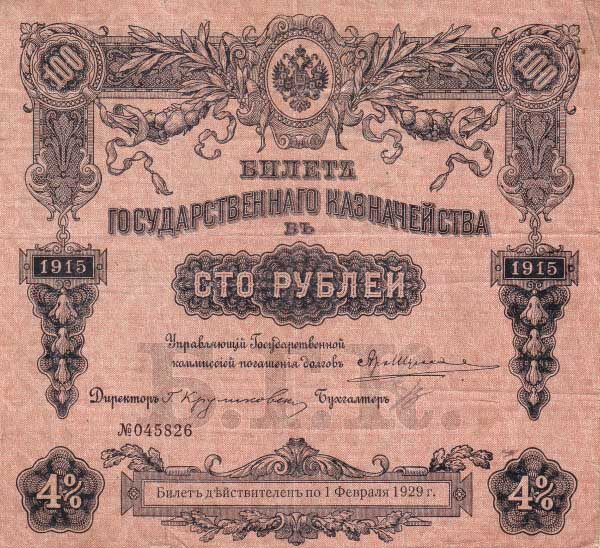 100 100
БИЛЕТЪ
ГОСУДАРСТВЕННАГО КАЗНАЧЕЙСТВА
ВЪ
1915 СТО РУБЛЕЙ 1915
Управляющій Государственной
коммиссіей погашенія долговъ
Директоръ Бухгалтеръ
Б.Г.К.
№045826
4% Билетъ дѣйствителенъ по 1 Февраля 1929 г. 4%